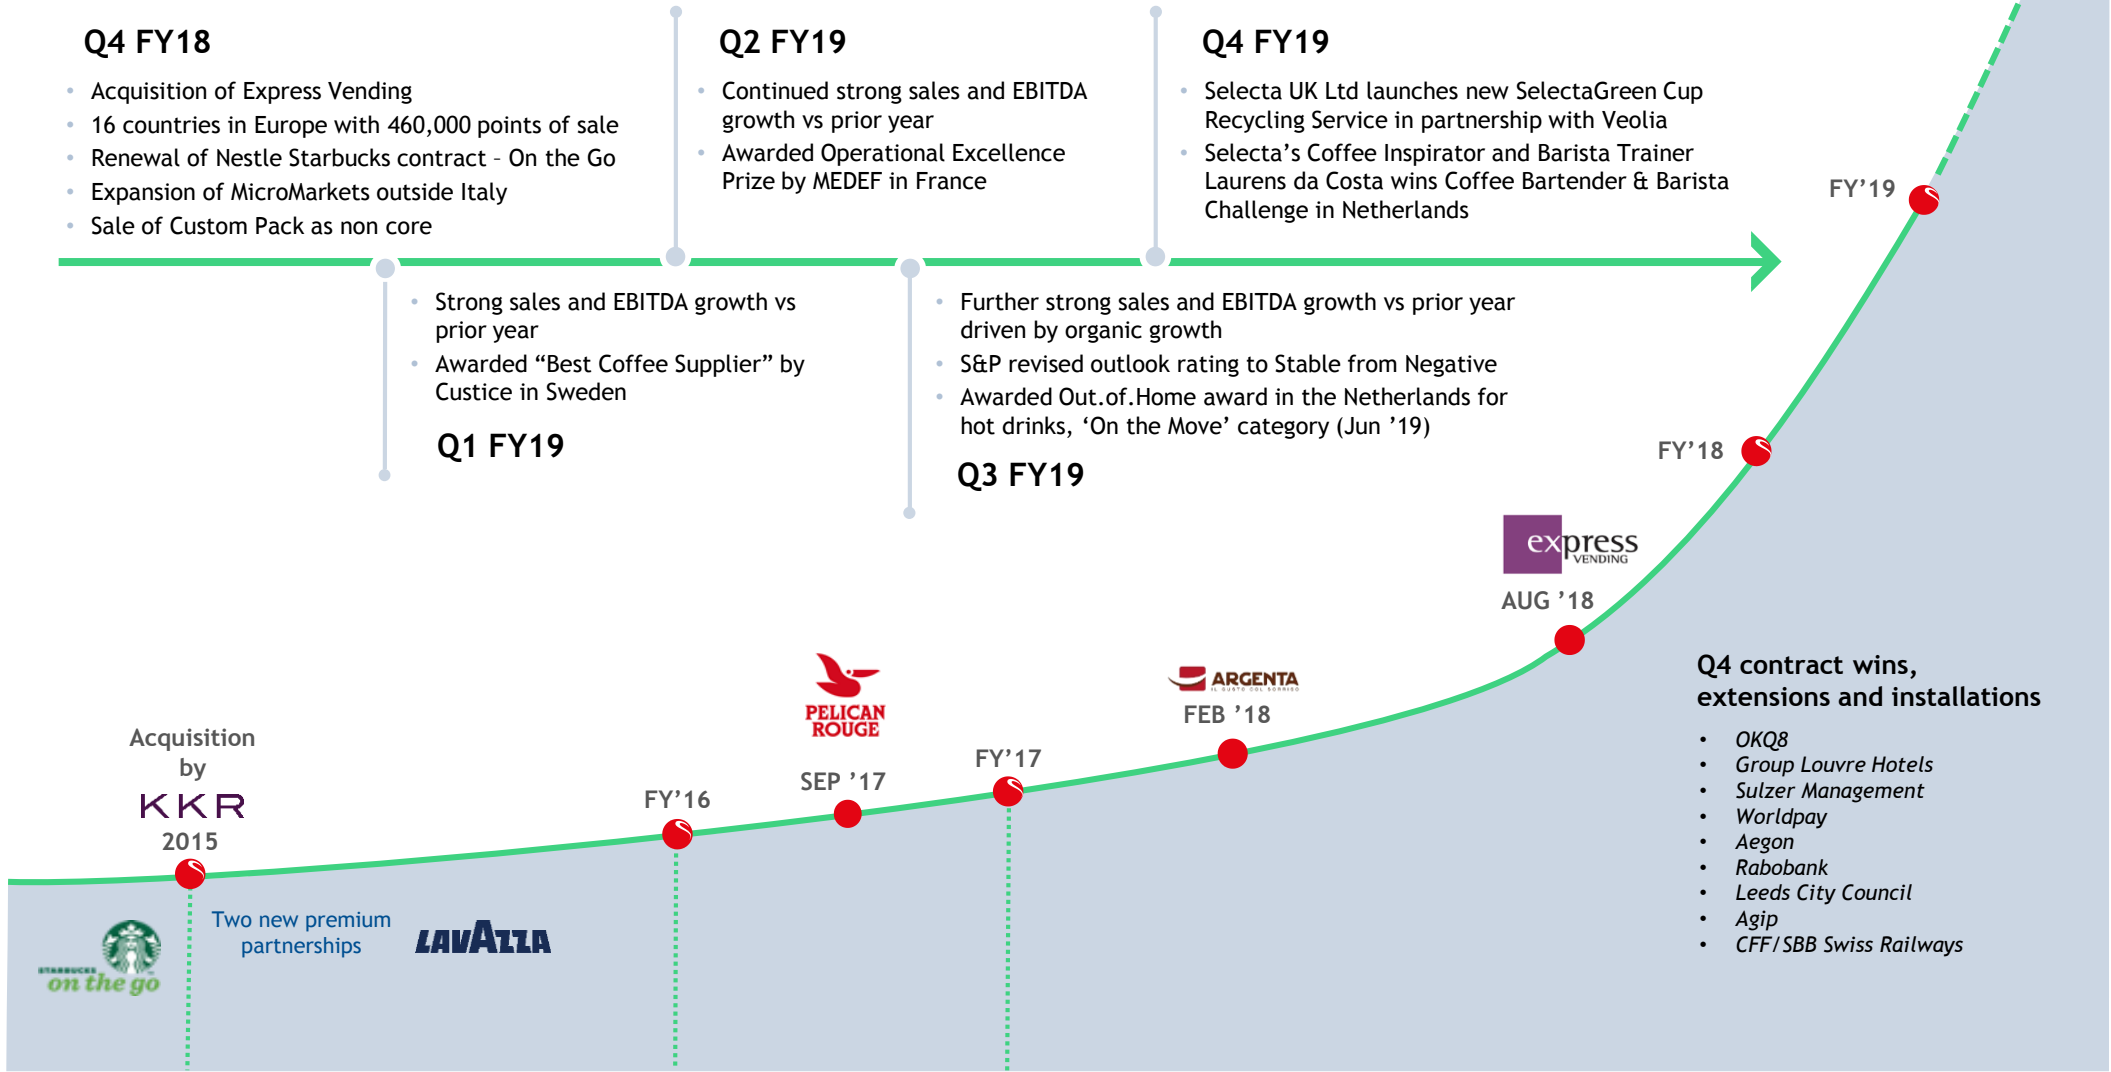 Q4 FY18
• Acquisition of Express Vending
• 16 countries in Europe with 460,000 points of sale
• Renewal of Nestle Starbucks contract – On the Go
• Expansion of MicroMarkets outside Italy
• Sale of Custom Pack as non core
Q2 FY19
• Continued strong sales and EBITDA
growth vs prior year
• Awarded Operational Excellence
Prize by MEDEF in France
Q4 FY19
• Selecta UK Ltd launches new SelectaGreen Cup
Recycling Service in partnership with Veolia
• Selecta’s Coffee Inspirator and Barista Trainer
Laurens da Costa wins Coffee Bartender & Barista
Challenge in Netherlands
• Strong sales and EBITDA growth vs
prior year
• Awarded “Best Coffee Supplier” by
Custice in Sweden
Q1 FY19
• Further strong sales and EBITDA growth vs prior year
driven by organic growth
• S&P revised outlook rating to Stable from Negative
• Awarded Out.of.Home award in the Netherlands for
hot drinks, ‘On the Move’ category (Jun ’19)
Q3 FY19
Acquisition
by
KKR
2015
FY’16
PELICAN
ROUGE
SEP ’17
FY’17
ARGENTA
IL GUSTO COL SORRISO
FEB ’18
express
VENDING
AUG ’18
FY’18
FY’19
STARBUCKS
on the go
Two new premium
partnerships
LAVAZZA
Q4 contract wins,
extensions and installations
• OKQ8
• Group Louvre Hotels
• Sulzer Management
• Worldpay
• Aegon
• Rabobank
• Leeds City Council
• Agip
• CFF/SBB Swiss Railways